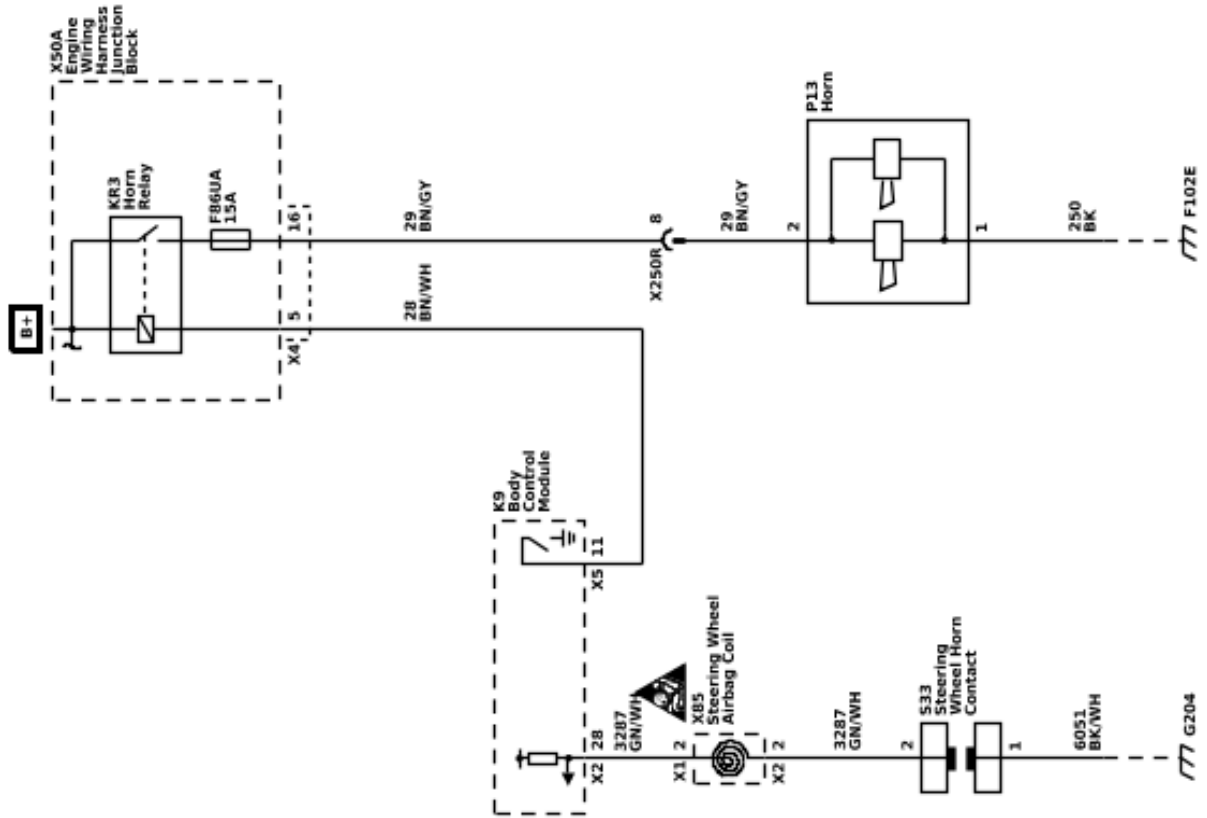 B+
X50A
Engine
Wiring
Harness
Junction
Block
KR3
Horn
Relay
F86UA
15A
X4
5
16
28
BN/WH
29
BN/GY
X250R
8
29
BN/GY
P13
Horn
2
1
250
BK
F102E
K9
Body
Control
Module
X5
11
X2
28
3287
GN/WH
X85
Steering Wheel
Airbag Coil
X1
2
X2
2
3287
GN/WH
S33
Steering
Wheel Horn
Contact
2
1
6051
BK/WH
G204